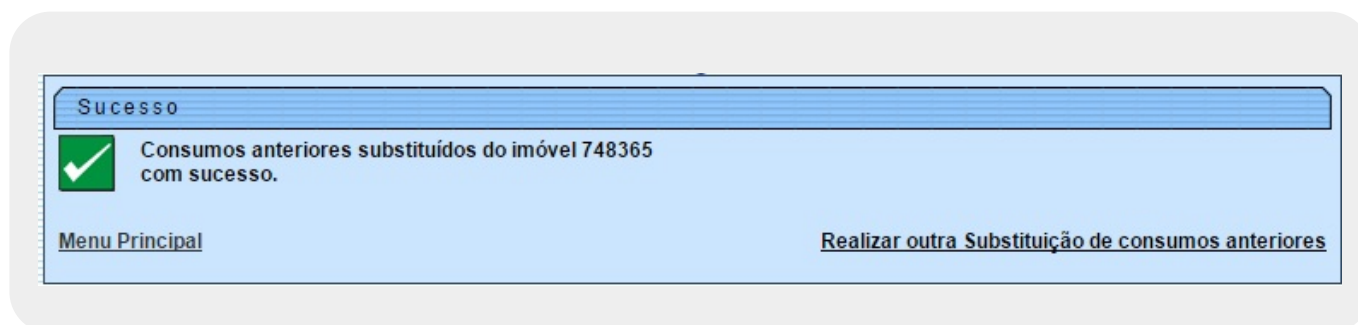 Sucesso
Consumos anteriores substituídos do imóvel 748365
com sucesso.
Menu Principal
Realizar outra Substituição de consumos anteriores